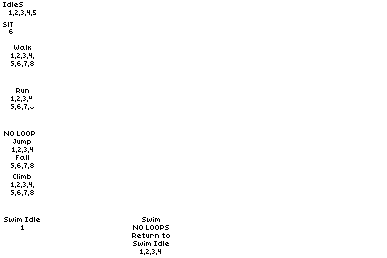 IdleS
1,2,3,4,5
SIT
6
Walk
1,2,3,4,
5,6,7,8
Run
1,2,3,
5,6,7,
NO LOOP
Jump
1,2,3,4
Fall
5,6,7,8
Climb
1,2,3,4,
5,6,7,8
Swim Idle
1
Swim
NO LOOPS
Return to
Swim Idle
1,2,3,4